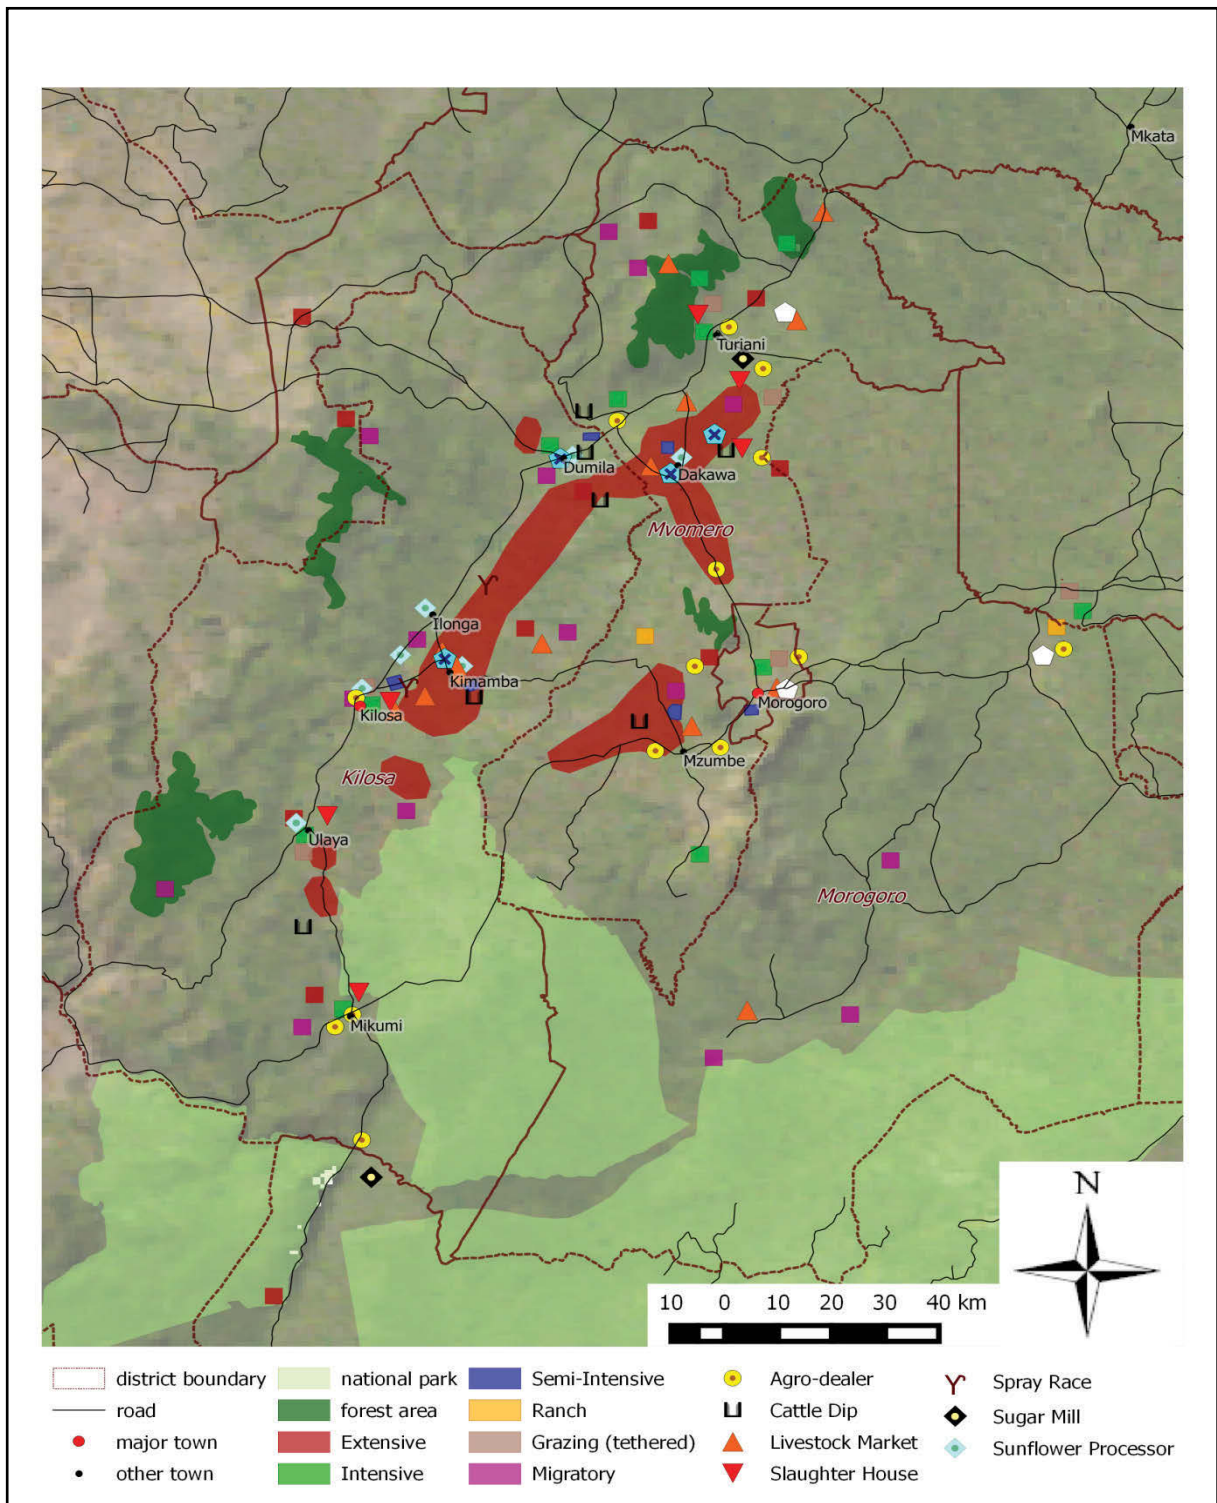 Mkata
Turiani
Dumila
Dakawa
Mvomero
Ilonga
Kimamba
Kilosa
Morogoro
Mzumbe
Kilosa
Ulaya
Morogoro
Mikumi
N
10 0 10 20 30 40 km
district boundary
road
major town
other town
national park
forest area
Extensive
Intensive
Semi-Intensive
Ranch
Grazing (tethered)
Migratory
Agro-dealer
Cattle Dip
Livestock Market
Slaughter House
Spray Race
Sugar Mill
Sunflower Processor